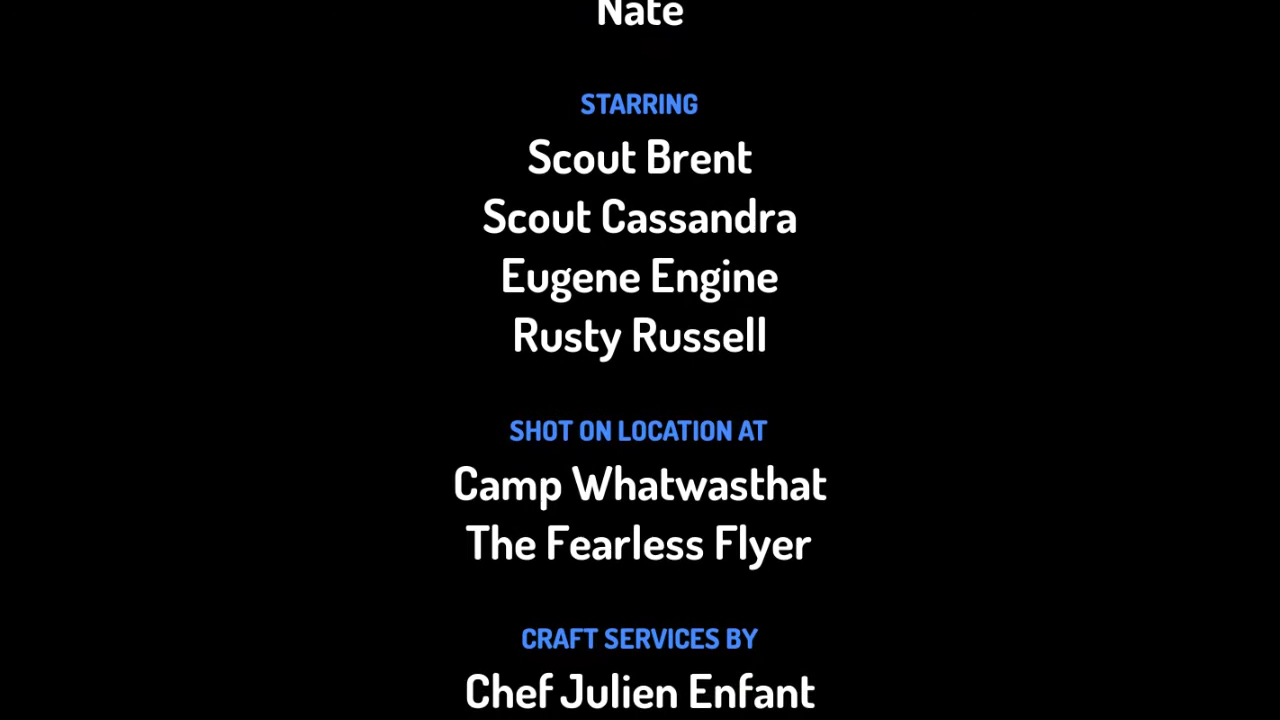 Nate
STARRING
Scout Brent
Scout Cassandra
Eugene Engine
Rusty Russell
SHOT ON LOCATION AT
Camp Whatwasthat
The Fearless Flyer
CRAFT SERVICES BY
Chef Julien Enfant